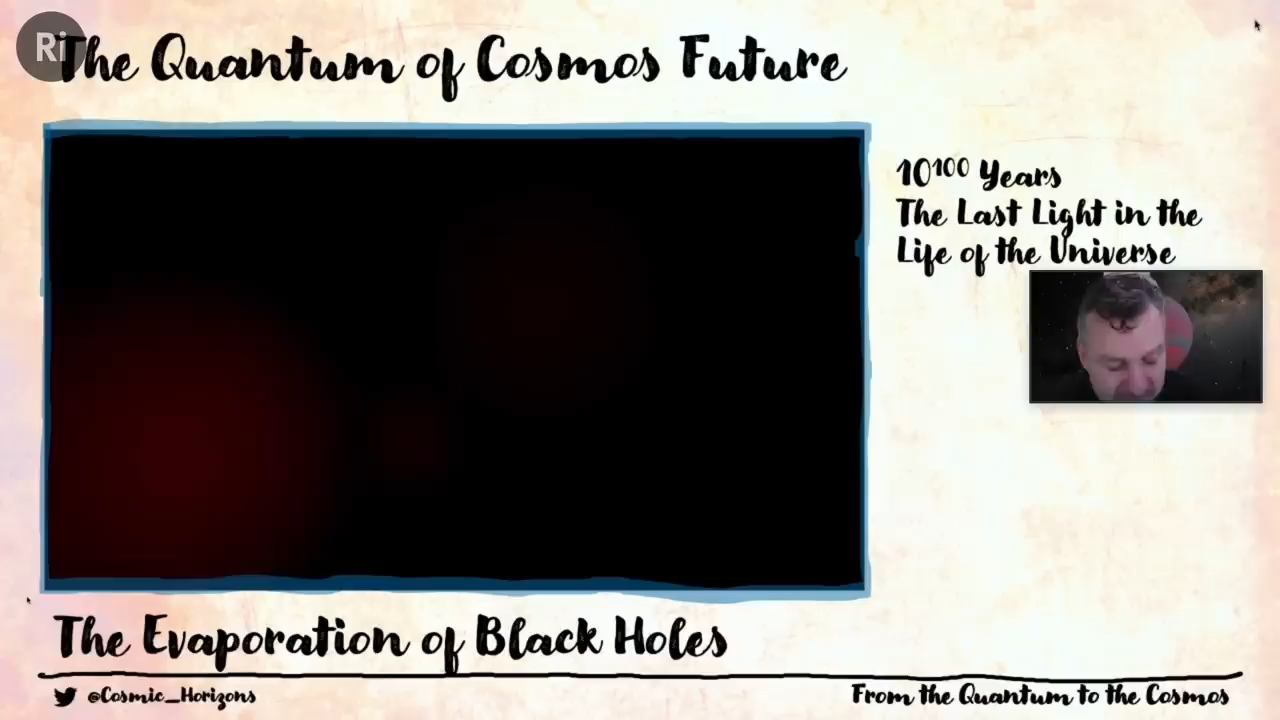 Ri
The Quantum of Cosmos Future
10¹⁰⁰ Years
The Last Light in the
Life of the Universe
The Evaporation of Black Holes
@Cosmic_Horizons
From the Quantum to the Cosmos